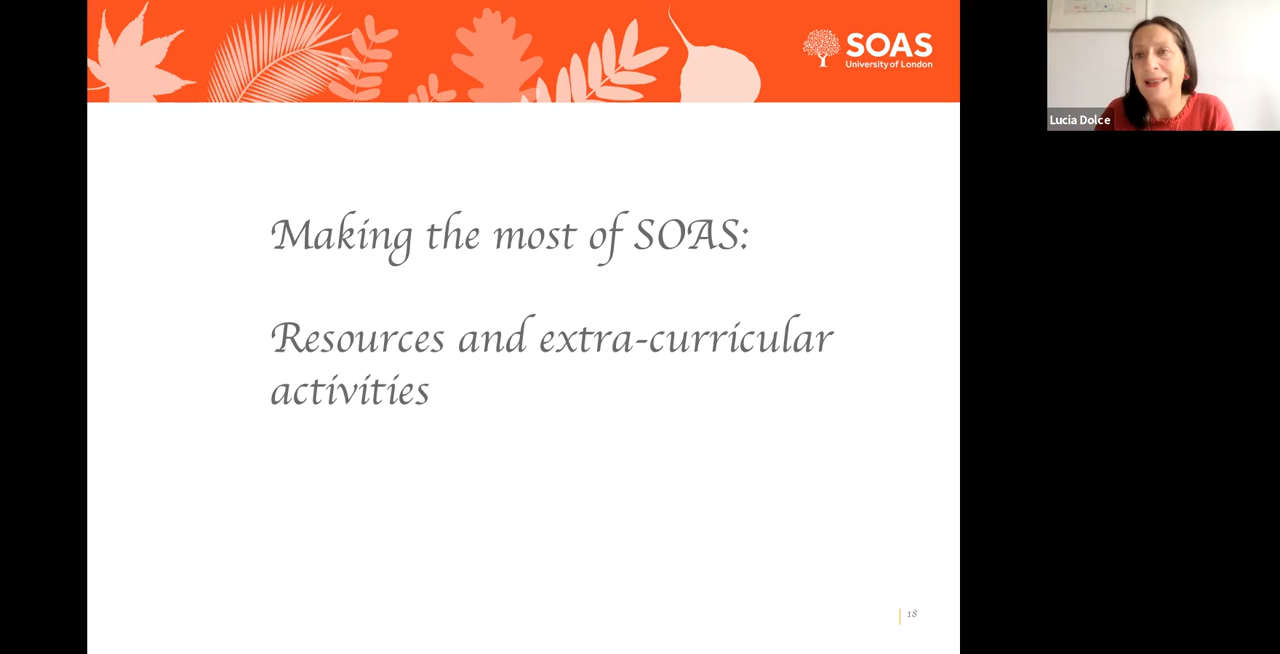 SOAS
University of London
Lucia Dolce
Making the most of SOAS:
Resources and extra-curricular
activities
18